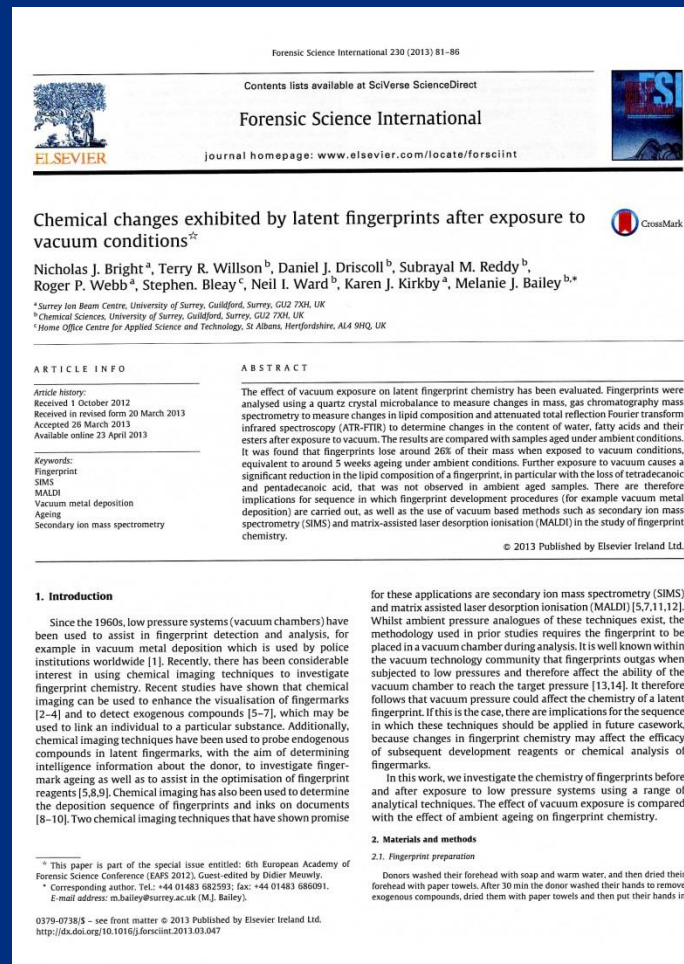 Forensic Science International 230 (2013) 81–86
Contents lists available at SciVerse ScienceDirect
Forensic Science International
journal homepage: www.elsevier.com/locate/forsciint
ELSEVIER
FSI
Chemical changes exhibited by latent fingerprints after exposure to
vacuum conditions☆
CrossMark
Nicholas J. Bright a, Terry R. Willson b, Daniel J. Driscoll b, Subrayal M. Reddy b,
Roger P. Webb a, Stephen. Bleay c, Neil I. Ward b, Karen J. Kirkby a, Melanie J. Bailey b,*
a Surrey Ion Beam Centre, University of Surrey, Guildford, Surrey, GU2 7XH, UK
b Chemical Sciences, University of Surrey, Guildford, Surrey, GU2 7XH, UK
c Home Office Centre for Applied Science and Technology, St Albans, Hertfordshire, AL4 9HQ, UK
ARTICLE INFO
Article history:
Received 1 October 2012
Received in revised form 20 March 2013
Accepted 26 March 2013
Available online 23 April 2013
Keywords:
Fingerprint
SIMS
MALDI
Vacuum metal deposition
Ageing
Secondary ion mass spectrometry
ABSTRACT
The effect of vacuum exposure on latent fingerprint chemistry has been evaluated. Fingerprints were
analysed using a quartz crystal microbalance to measure changes in mass, gas chromatography mass
spectrometry to measure changes in lipid composition and attenuated total reflection Fourier transform
infrared spectroscopy (ATR-FTIR) to determine changes in the content of water, fatty acids and their
esters after exposure to vacuum. The results are compared with samples aged under ambient conditions.
It was found that fingerprints lose around 26% of their mass when exposed to vacuum conditions,
equivalent to around 5 weeks ageing under ambient conditions. Further exposure to vacuum causes a
significant reduction in the lipid composition of a fingerprint, in particular with the loss of tetradecanoic
and pentadecanoic acid, that was not observed in ambient aged samples. There are therefore
implications for sequence in which fingerprint development procedures (for example vacuum metal
deposition) are carried out, as well as the use of vacuum based methods such as secondary ion mass
spectrometry (SIMS) and matrix-assisted laser desorption ionisation (MALDI) in the study of fingerprint
chemistry.
© 2013 Published by Elsevier Ireland Ltd.
1. Introduction
Since the 1960s, low pressure systems (vacuum chambers) have
been used to assist in fingerprint detection and analysis, for
example in vacuum metal deposition which is used by police
institutions worldwide [1]. Recently, there has been considerable
interest in using chemical imaging techniques to investigate
fingerprint chemistry. Recent studies have shown that chemical
imaging can be used to enhance the visualisation of fingermarks
[2–4] and to detect exogenous compounds [5–7], which may be
used to link an individual to a particular substance. Additionally,
chemical imaging techniques have been used to probe endogenous
compounds in latent fingermarks, with the aim of determining
intelligence information about the donor, to investigate finger-
mark ageing as well as to assist in the optimisation of fingerprint
reagents [5,8,9]. Chemical imaging has also been used to determine
the deposition sequence of fingerprints and inks on documents
[8–10]. Two chemical imaging techniques that have shown promise
☆ This paper is part of the special issue entitled: 6th European Academy of
Forensic Science Conference (EAFS 2012), Guest-edited by Didier Meuwly.
* Corresponding author. Tel.: +44 01483 682593; fax: +44 01483 686091.
E-mail address: m.bailey@surrey.ac.uk (M.J. Bailey).
0379-0738/$ – see front matter © 2013 Published by Elsevier Ireland Ltd.
http://dx.doi.org/10.1016/j.forsciint.2013.03.047
for these applications are secondary ion mass spectrometry (SIMS)
and matrix assisted laser desorption ionisation (MALDI) [5,7,11,12].
Whilst ambient pressure analogues of these techniques exist, the
methodology used in prior studies requires the fingerprint to be
placed in a vacuum chamber during analysis. It is well known within
the vacuum technology community that fingerprints outgas when
subjected to low pressures and therefore affect the ability of the
vacuum chamber to reach the target pressure [13,14]. It therefore
follows that vacuum pressure could affect the chemistry of a latent
fingerprint. If this is the case, there are implications for the sequence
in which these techniques should be applied in future casework,
because changes in fingerprint chemistry may affect the efficacy
of subsequent development reagents or chemical analysis of
fingermarks.
In this work, we investigate the chemistry of fingerprints before
and after exposure to low pressure systems using a range of
analytical techniques. The effect of vacuum exposure is compared
with the effect of ambient ageing on fingerprint chemistry.
2. Materials and methods
2.1. Fingerprint preparation
Donors washed their forehead with soap and warm water, and then dried their
forehead with paper towels. After 30 min the donor washed their hands to remove
exogenous compounds, dried them with paper towels and then put their hands in